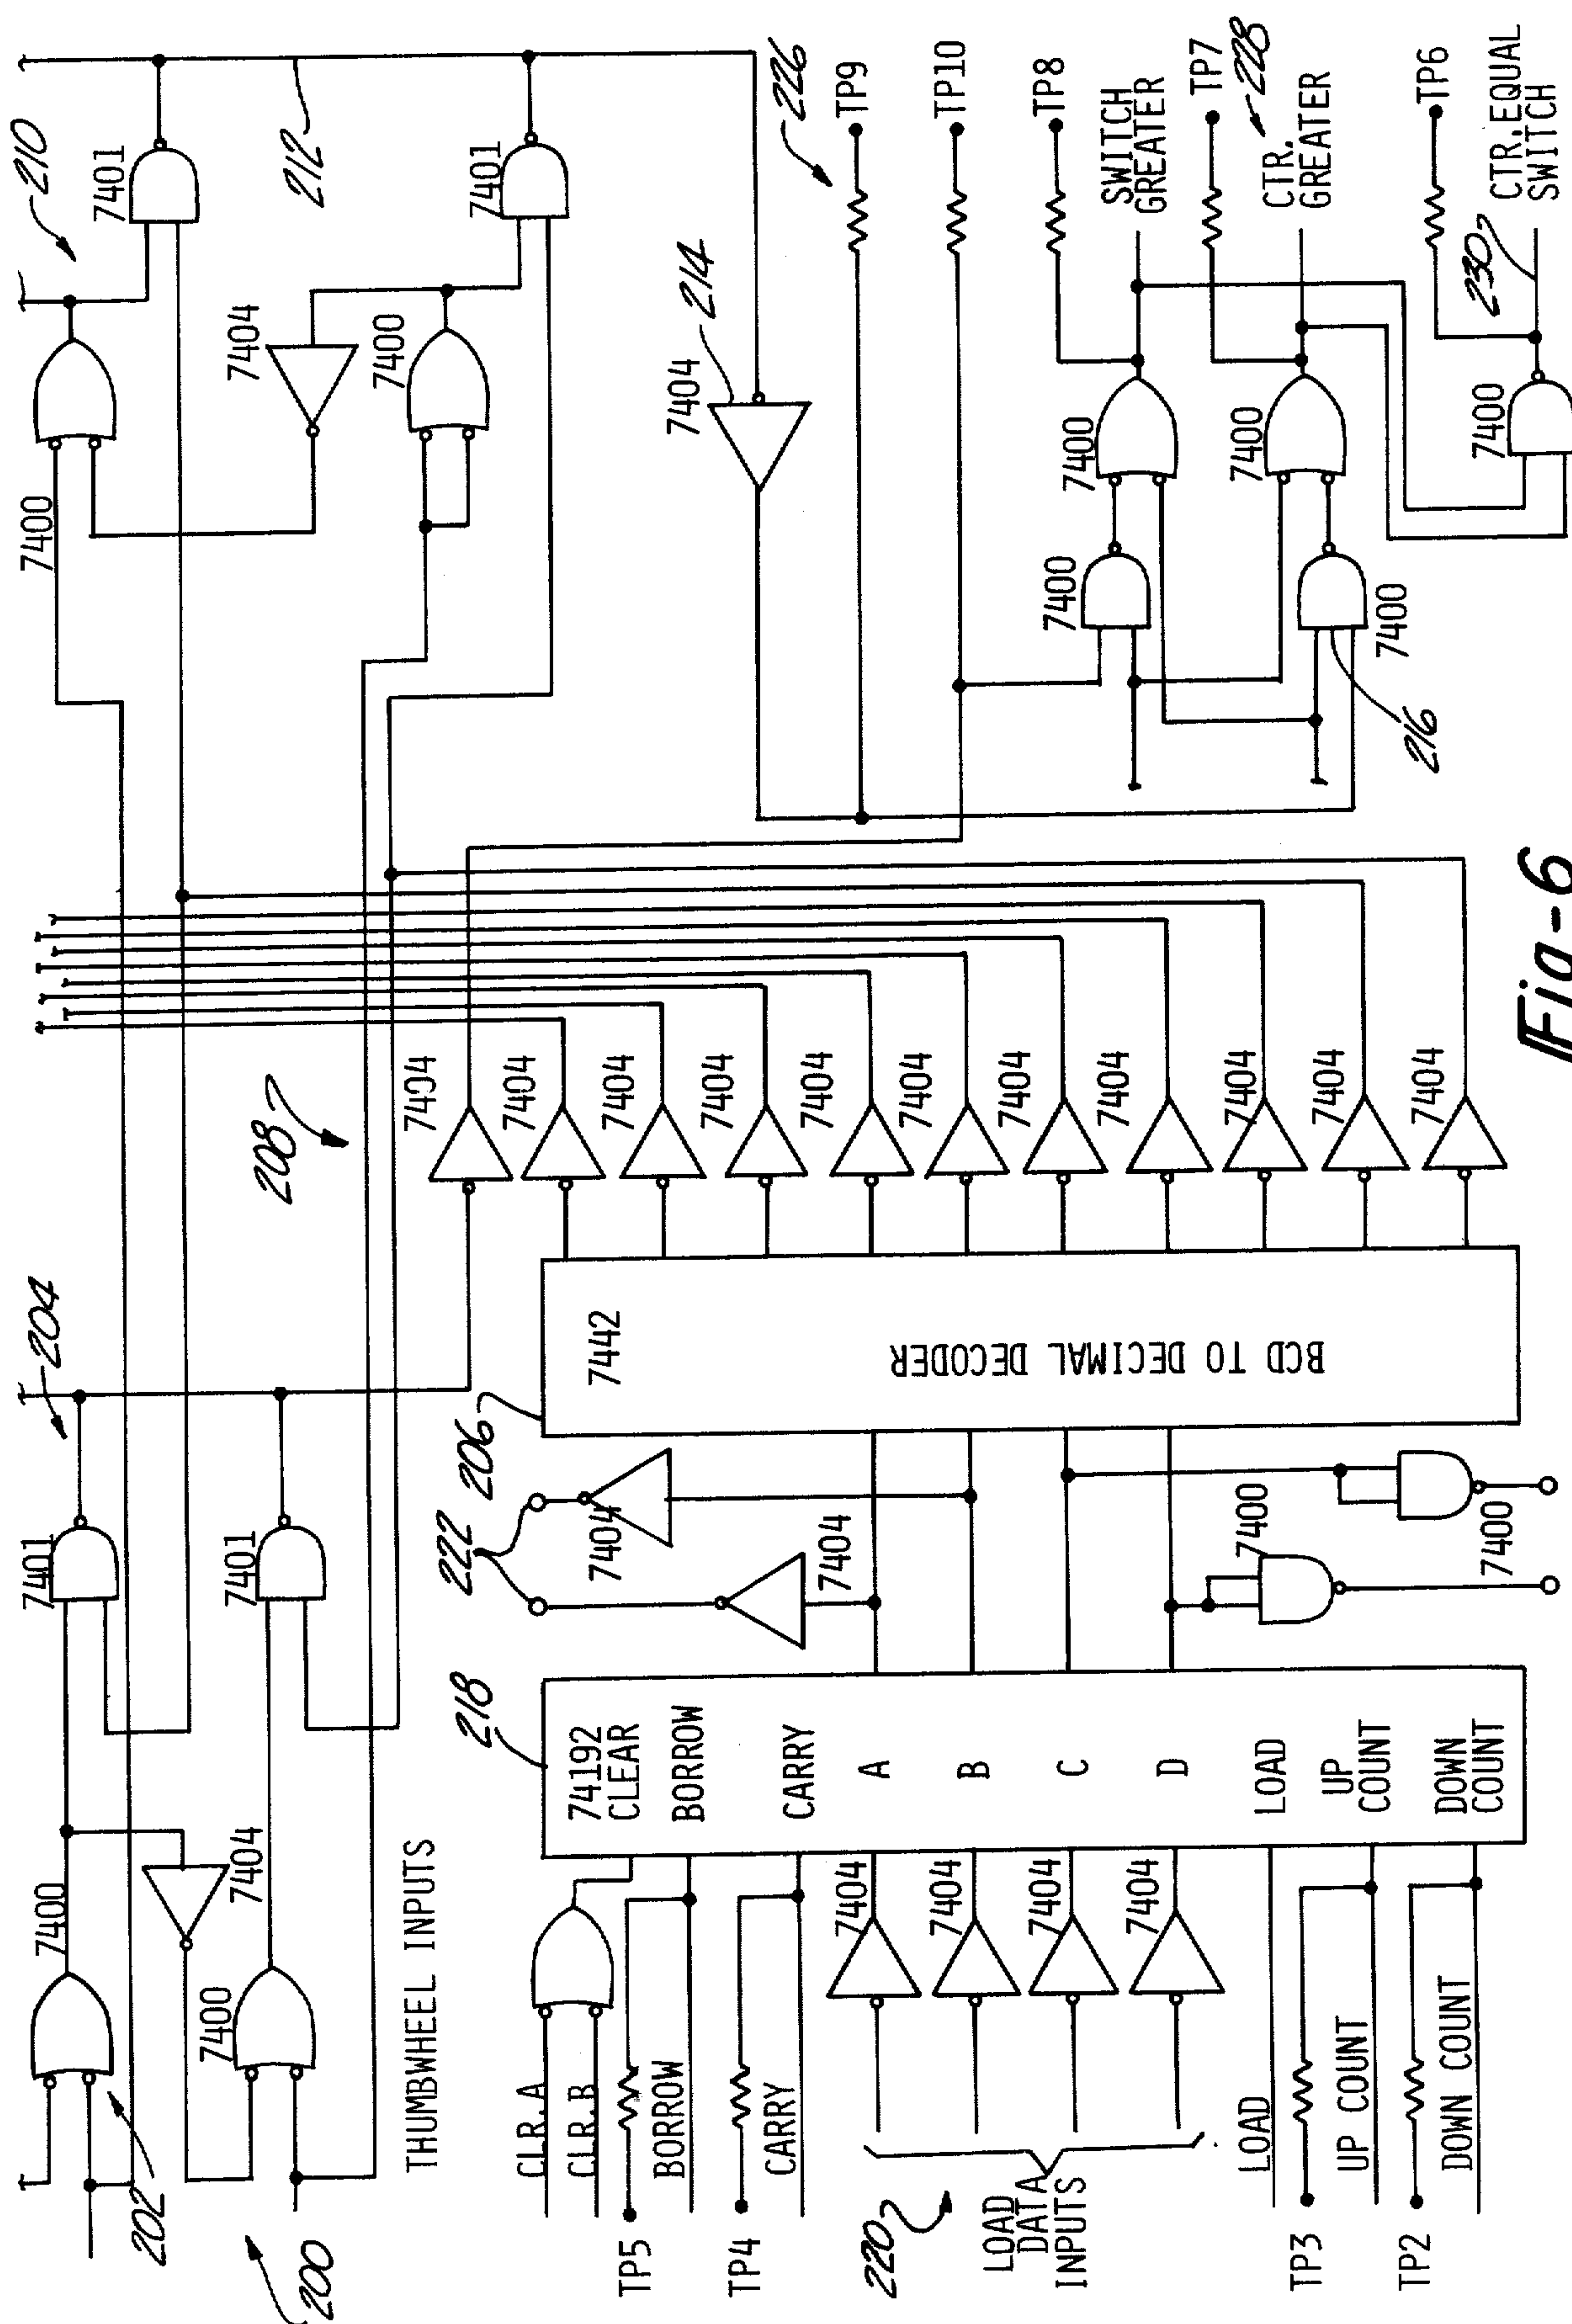 210
7401
212
7401
7400
7404
7400
7404
214
226
TP9
TP10
TP8
SWITCH
GREATER
TP7
228
CTR.
GREATER
TP6
CTR.EQUAL
SWITCH
230
7400
7400
7400
7400
7400
216
208
7404
7404
7404
7404
7404
7404
7404
7404
7404
7404
7404
Fig-6
204
7401
7401
206
7442
BCD TO DECIMAL DECODER
222
7404
7404
7400
7400
202
200
7400
7404
7400
THUMBWHEEL INPUTS
218
74192
CLEAR
BORROW
CARRY
A
B
C
D
LOAD
UP
COUNT
DOWN
COUNT
CLR.A
CLR.B
BORROW
TP5
CARRY
TP4
7404
7404
7404
7404
220
LOAD
DATA
INPUTS
LOAD
TP3
UP COUNT
TP2
DOWN COUNT